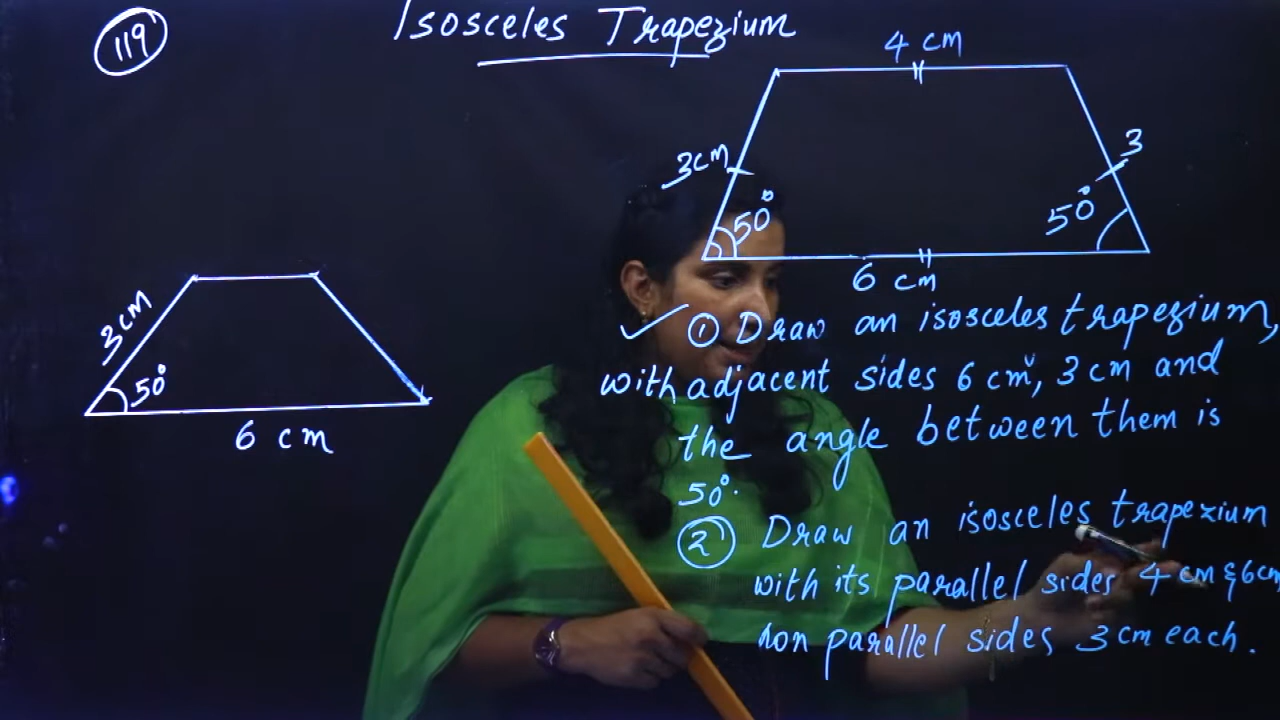 119
Isosceles Trapezium
4 cm
3cm
3
50°
50°
6 cm
3cm
50°
6 cm
① Draw an isosceles trapezium,
with adjacent sides 6 cm, 3 cm and
the angle between them is
50°.
② Draw an isosceles trapezium
with its parallel sides 4 cm & 6cm
non parallel sides 3 cm each.